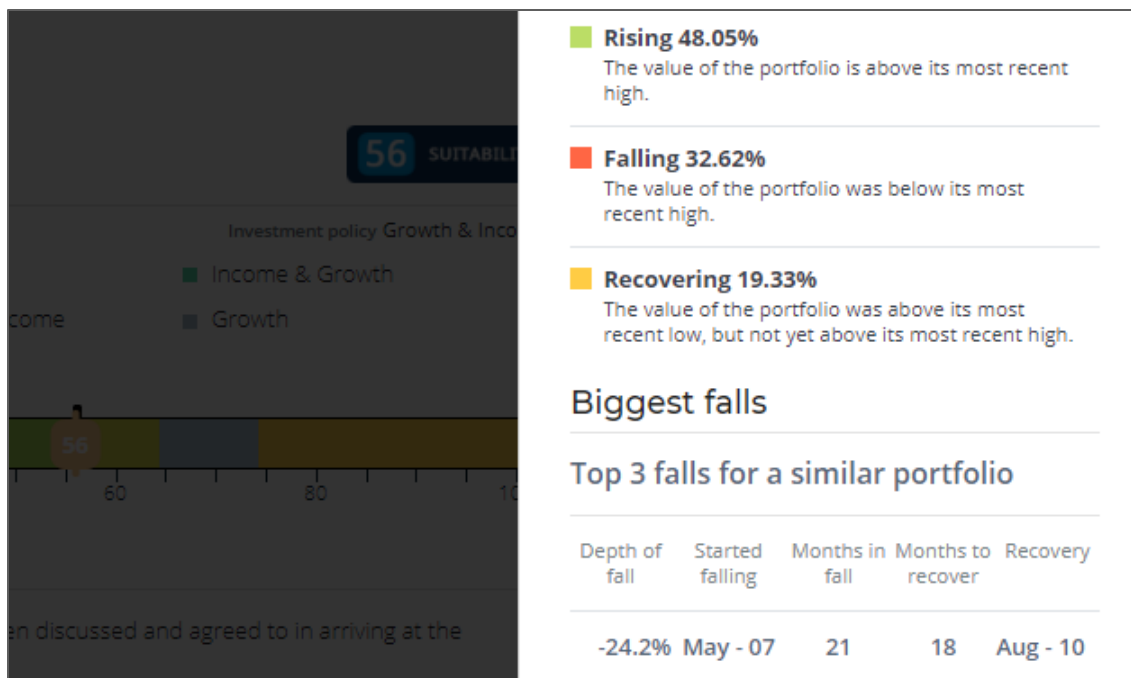 Rising 48.05%
The value of the portfolio is above its most recent
high.
56 SUITABILI
Falling 32.62%
The value of the portfolio was below its most
recent high.
Investment policy Growth & Inco
Income & Growth
come
Growth
Recovering 19.33%
The value of the portfolio was above its most
recent low, but not yet above its most recent high.
56
60
80
10
Biggest falls
Top 3 falls for a similar portfolio
Depth of fall
Started falling
Months in fall
Months to recover
Recovery
en discussed and agreed to in arriving at the
-24.2% May - 07 21 18 Aug - 10